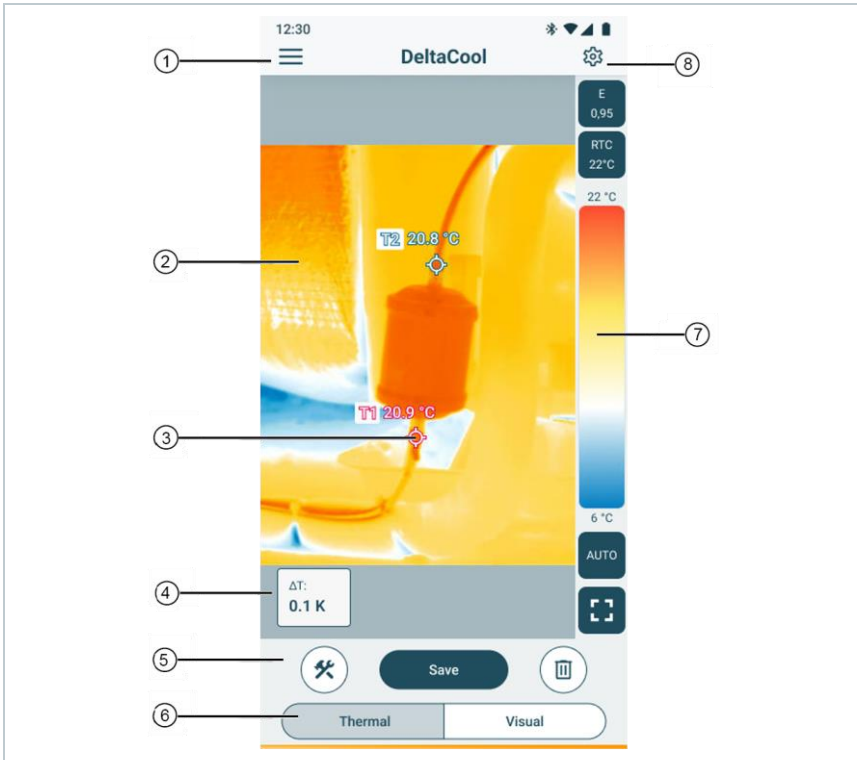 12:30
1
DeltaCool
8
E
0,95
RTC
22°C
22 °C
T2 20.8 °C
2
7
T1 20.9 °C
3
6 °C
AUTO
4
ΔT:
0.1 K
5
Save
6
Thermal
Visual